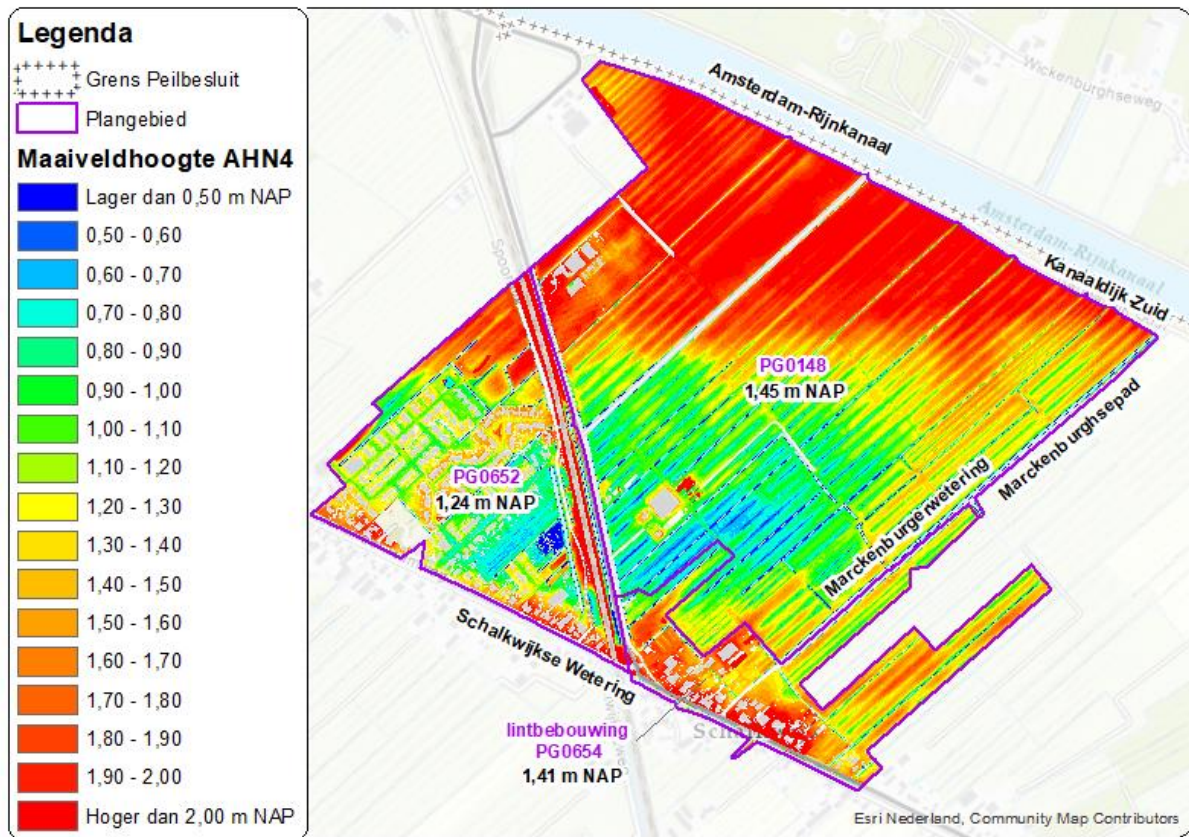 Legenda
Grens Peilbesluit
Plangebied
Maaiveldhoogte AHN4
Lager dan 0,50 m NAP
0,50 - 0,60
0,60 - 0,70
0,70 - 0,80
0,80 - 0,90
0,90 - 1,00
1,00 - 1,10
1,10 - 1,20
1,20 - 1,30
1,30 - 1,40
1,40 - 1,50
1,50 - 1,60
1,60 - 1,70
1,70 - 1,80
1,80 - 1,90
1,90 - 2,00
Hoger dan 2,00 m NAP
Wickenburghseweg
Amsterdam-Rijnkanaal
Amsterdam-Rijnkanaal
Kanaaldijk-Zuid
PG0148
1,45 m NAP
Marckenburghsepad
Marckenburgerwetering
PG0652
1,24 m NAP
Schalkwijkse Wetering
lintbebouwing
PG0654
1,41 m NAP
Esri Nederland, Community Map Contributors